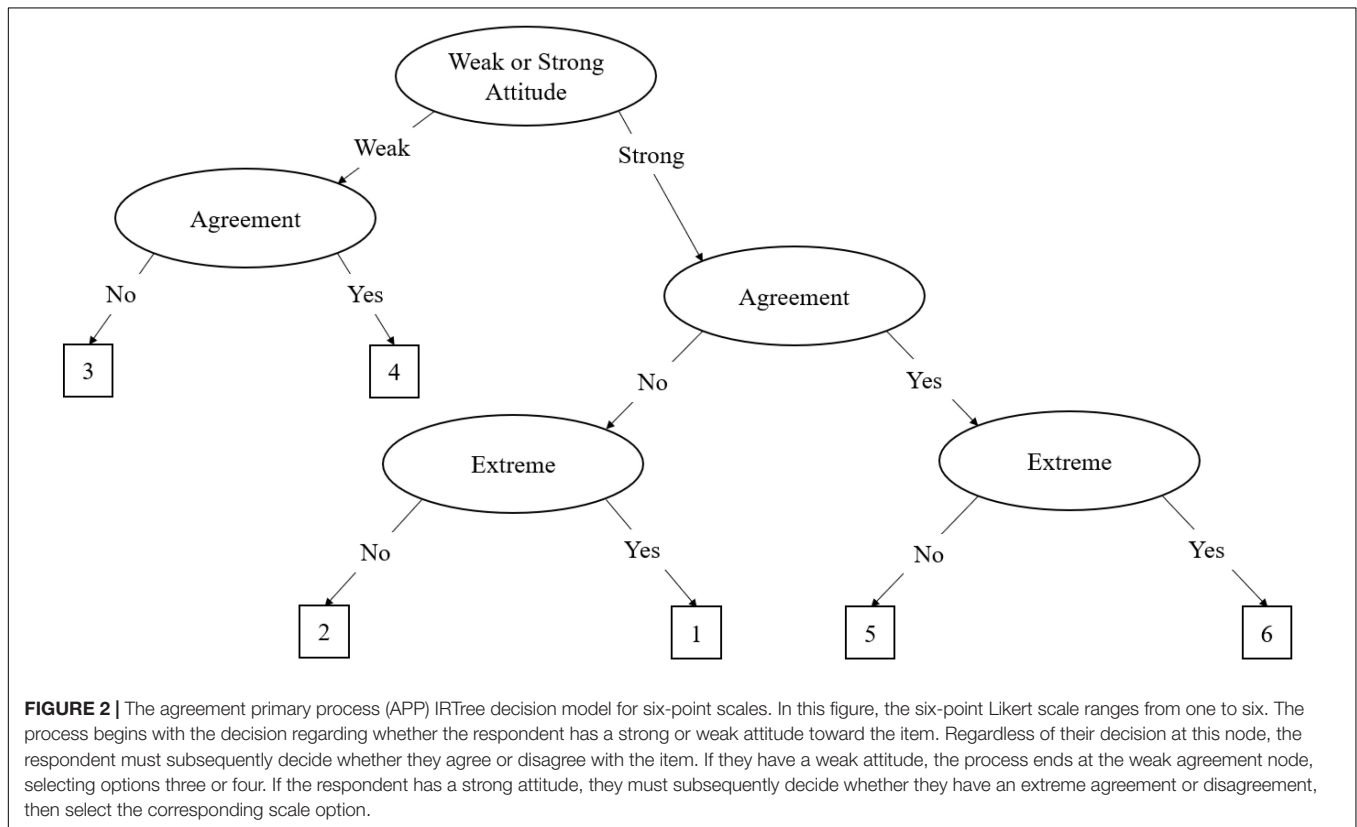 Weak or Strong
Attitude
Weak
Strong
Agreement
No
Yes
3
4
Agreement
No
Yes
Extreme
Extreme
No
Yes
No
Yes
2
1
5
6
FIGURE 2 | The agreement primary process (APP) IRTree decision model for six-point scales. In this figure, the six-point Likert scale ranges from one to six. The
process begins with the decision regarding whether the respondent has a strong or weak attitude toward the item. Regardless of their decision at this node, the
respondent must subsequently decide whether they agree or disagree with the item. If they have a weak attitude, the process ends at the weak agreement node,
selecting options three or four. If the respondent has a strong attitude, they must subsequently decide whether they have an extreme agreement or disagreement,
then select the corresponding scale option.